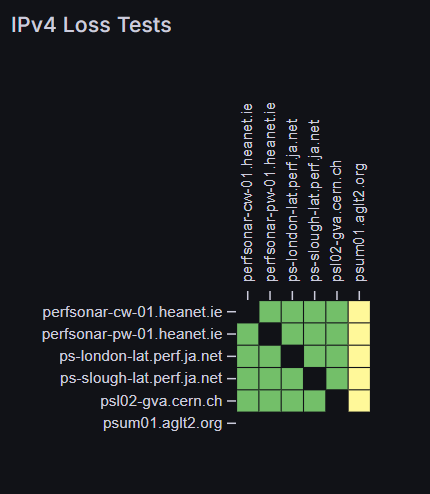 IPv4 Loss Tests
perfsonar-cw-01.heanet.ie
perfsonar-pw-01.heanet.ie
ps-london-lat.perf.ja.net
ps-slough-lat.perf.ja.net
psl02-gva.cern.ch
psum01.aglt2.org
perfsonar-cw-01.heanet.ie
perfsonar-pw-01.heanet.ie
ps-london-lat.perf.ja.net
ps-slough-lat.perf.ja.net
psl02-gva.cern.ch
psum01.aglt2.org